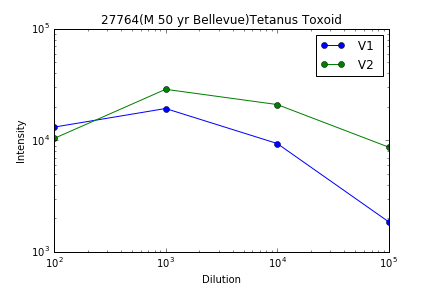 27764(M 50 yr Bellevue)Tetanus Toxoid
10^5
V1
V2
Intensity
10^4
10^3
10^2
10^3
10^4
10^5
Dilution